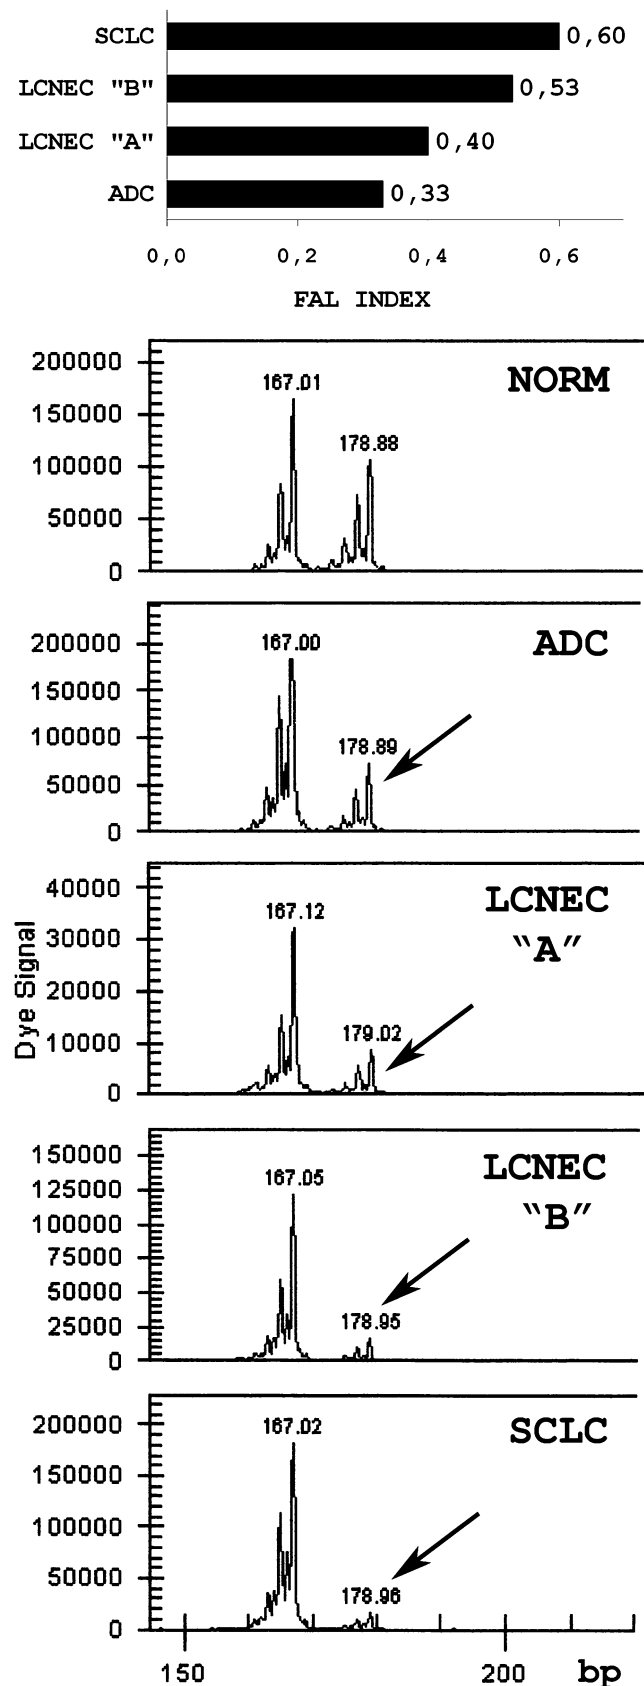 SCLC 0,60
LCNEC "B" 0,53
LCNEC "A" 0,40
ADC 0,33
0,0 0,2 0,4 0,6
FAL INDEX
NORM
200000
150000
100000
50000
0
167.01
178.88
ADC
200000
150000
100000
50000
0
167.00
178.89
Dye Signal
LCNEC
"A"
40000
30000
20000
10000
0
167.12
179.02
LCNEC
"B"
150000
125000
100000
75000
50000
25000
0
167.05
178.95
SCLC
200000
150000
100000
50000
0
167.02
178.96
150 200 bp